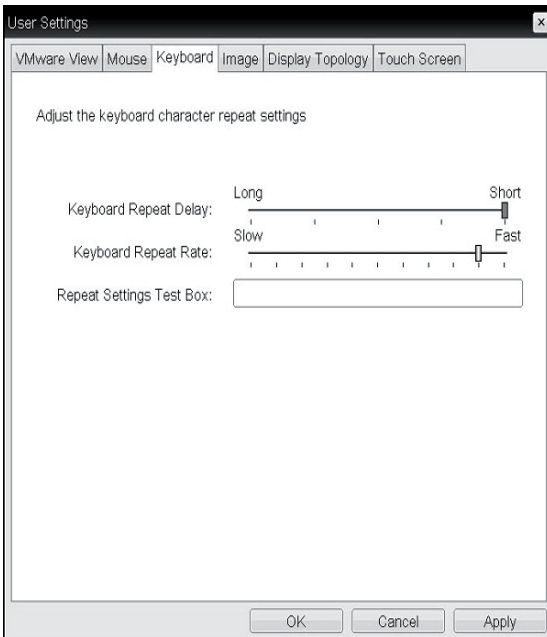 User Settings
VMware View Mouse Keyboard Image Display Topology Touch Screen
Adjust the keyboard character repeat settings
Long Short
Keyboard Repeat Delay:
Slow Fast
Keyboard Repeat Rate:
Repeat Settings Test Box:
OK Cancel Apply